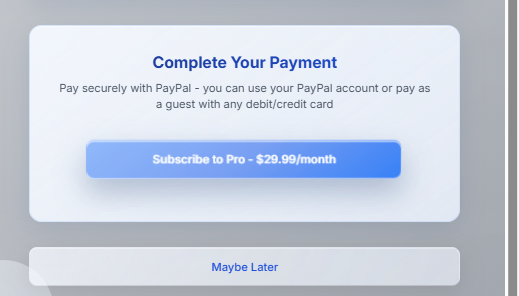 Complete Your Payment
Pay securely with PayPal - you can use your PayPal account or pay as
a guest with any debit/credit card
Subscribe to Pro - $29.99/month
Maybe Later